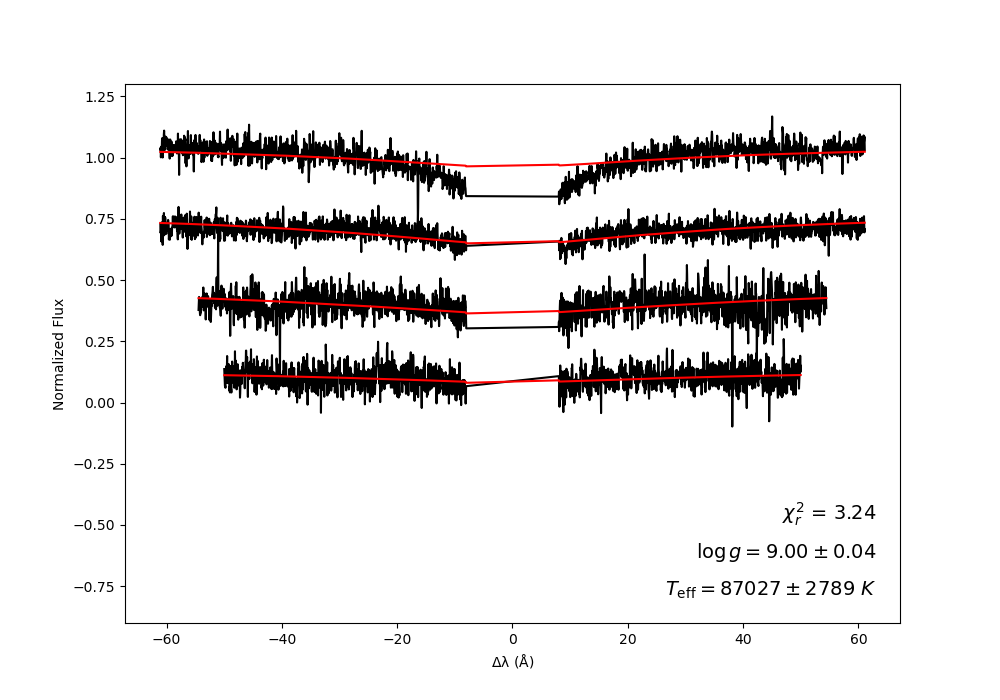 1.25
1.00
0.75
0.50
0.25
0.00
−0.25
−0.50
−0.75
Normalized Flux
χ²ᵣ = 3.24
log g = 9.00 ± 0.04
T_eff = 87027 ± 2789 K
−60 −40 −20 0 20 40 60
Δλ (Å)